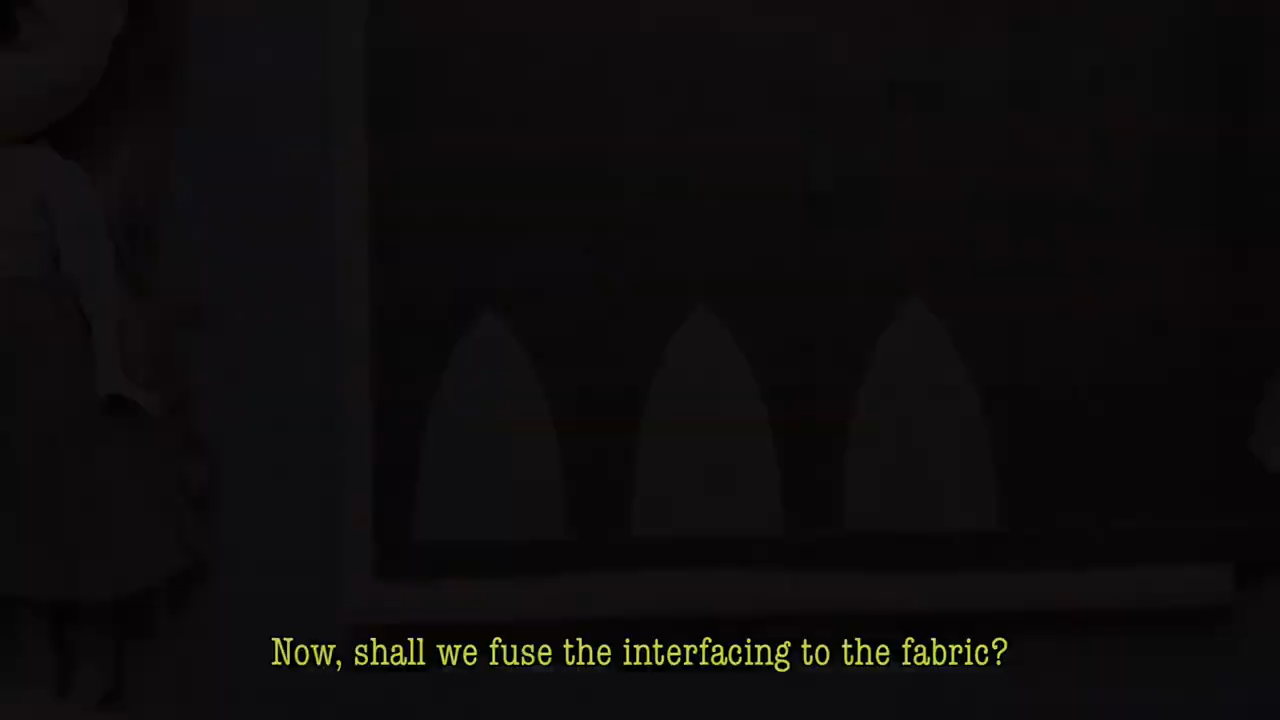 Now, shall we fuse the interfacing to the fabric?